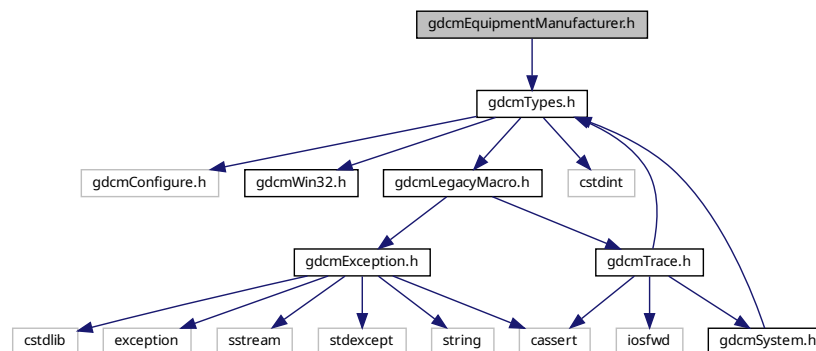 gdcmEquipmentManufacturer.h
gdcmTypes.h
gdcmConfigure.h
gdcmWin32.h
gdcmLegacyMacro.h
cstdint
gdcmException.h
gdcmTrace.h
cstdlib
exception
sstream
stdexcept
string
cassert
iosfwd
gdcmSystem.h